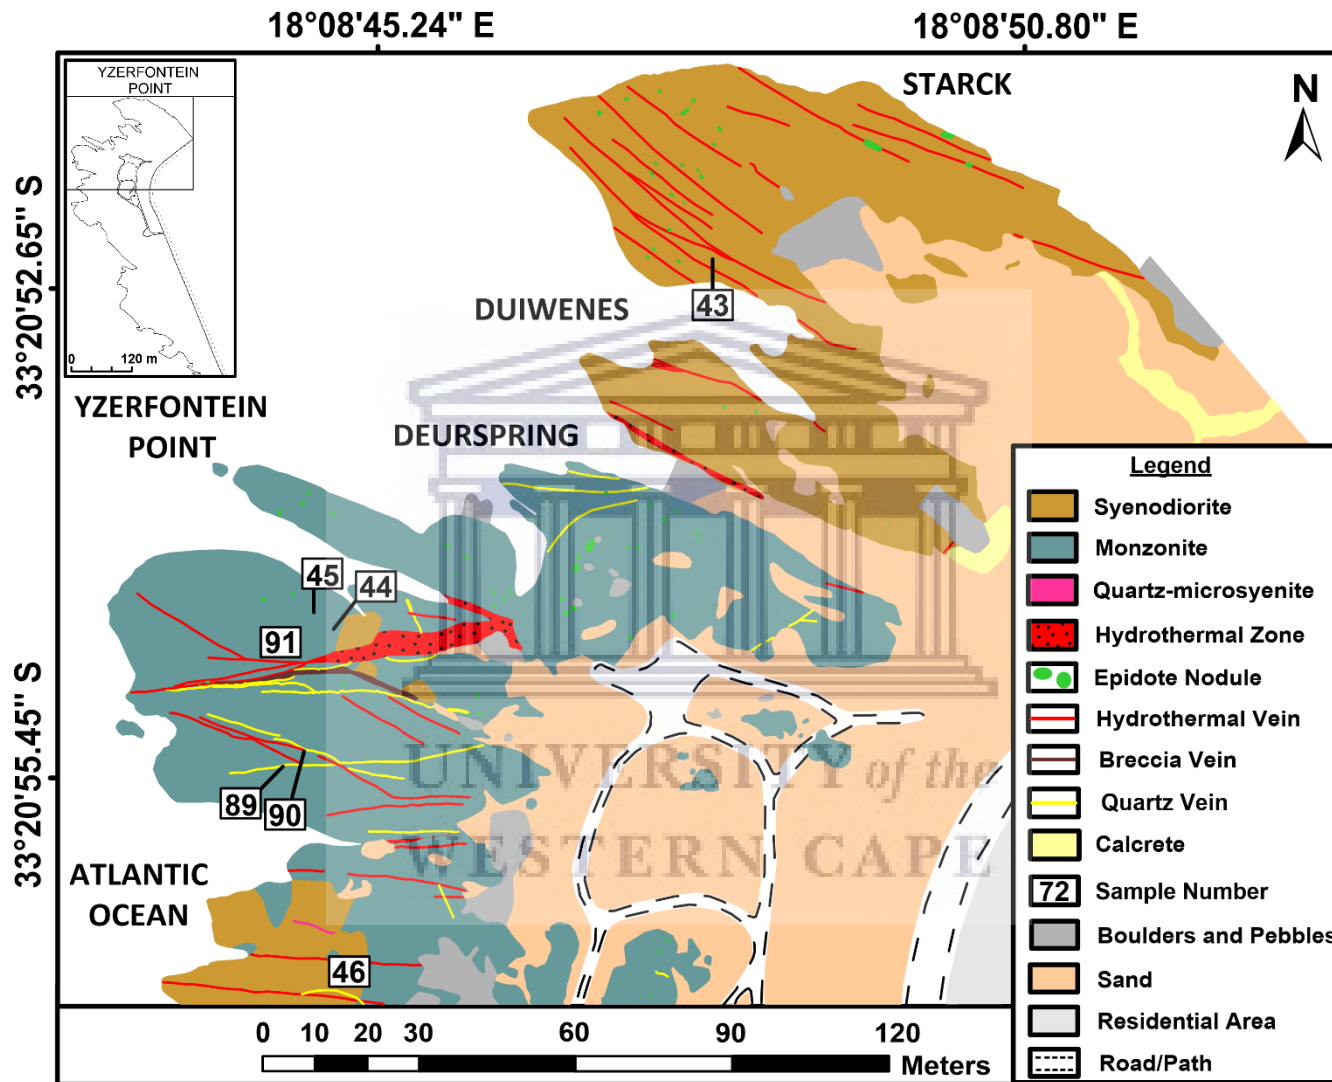 18°08'45.24" E
18°08'50.80" E
YZERFONTEIN
POINT
0 120 m
STARCK
N
33°20'52.65" S
43
DUIWENES
YZERFONTEIN
POINT
DEURSPRING
45
44
91
89
90
33°20'55.45" S
UNIVERSITY of the
WESTERN CAPE
ATLANTIC
OCEAN
46
Legend
Syenodiorite
Monzonite
Quartz-microsyenite
Hydrothermal Zone
Epidote Nodule
Hydrothermal Vein
Breccia Vein
Quartz Vein
Calcrete
72 Sample Number
Boulders and Pebbles
Sand
Residential Area
Road/Path
0 10 20 30 60 90 120
Meters